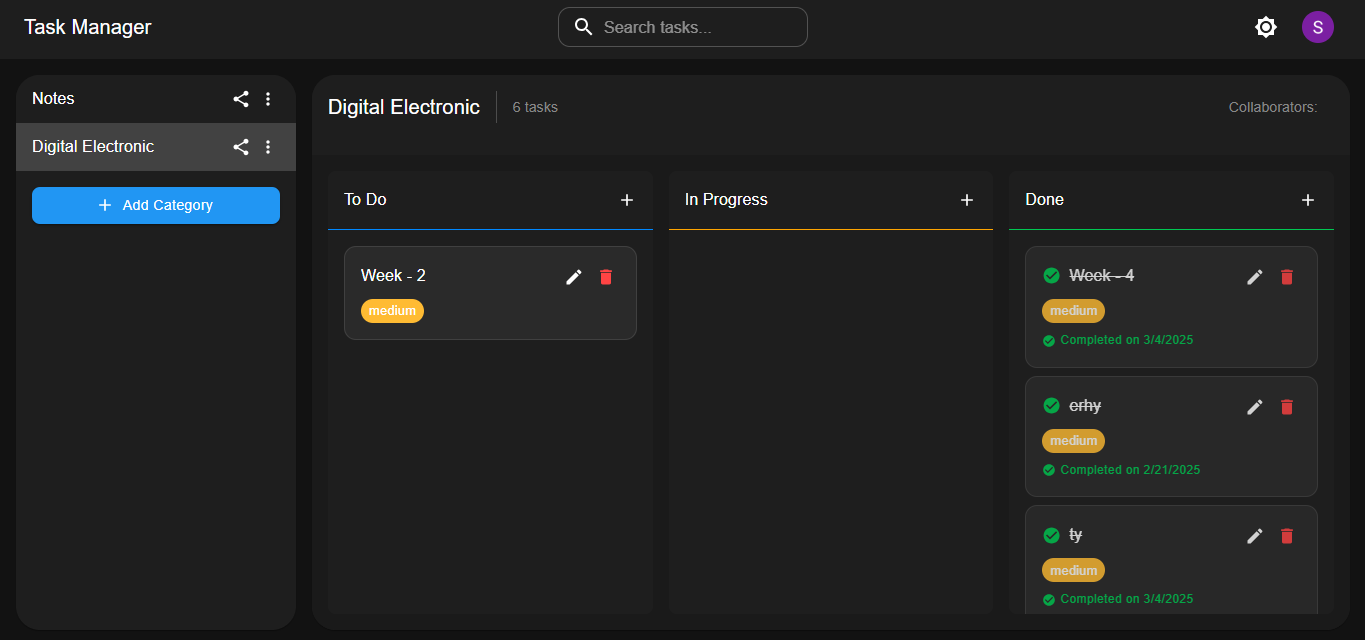 Task Manager
Search tasks...
S
Notes
Digital Electronic
+ Add Category
Digital Electronic
6 tasks
Collaborators:
To Do
Week - 2
medium
In Progress
Done
Week - 4
medium
Completed on 3/4/2025
erhy
medium
Completed on 2/21/2025
ty
medium
Completed on 3/4/2025